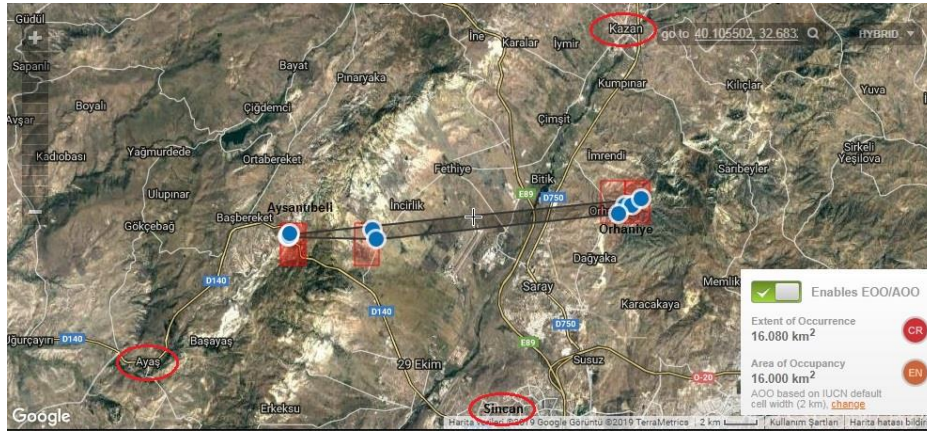 Güdül
Kazan
go to 40.105502, 32.683
HYBRID
İne
Karalar
İymir
Sapanlı
Bayat
Pınaryaka
Kumpınar
Kılıçlar
Yuva
Boyalı
Çiğdemci
Avşar
Çimşit
Kadıobası
Yağmurdede
Ortabereket
Fethiye
İmrendi
Sarıbeyler
Şirkeli
Yeşilova
Bitik
Ulupınar
E89
D750
Aysantıbeli
İncirlik
Başbereket
Gökçebağ
Orhaniye
Dağyaka
D140
Saray
Memlik
Karacakaya
Enables EOO/AOO
Extent of Occurrence
16.080 km²
CR
D140
D750
Uğurçayırı
D140
Başayaş
E89
Ayaş
Susuz
29 Ekim
O-20
Area of Occupancy
16.000 km²
EN
AOO based on IUCN default
cell width (2 km), change
Erkeksu
Sincan
Google
Harita verileri ©2019 Google Görüntü ©2019 TerraMetrics
2 km
Kullanım Şartları
Harita hatası bildir